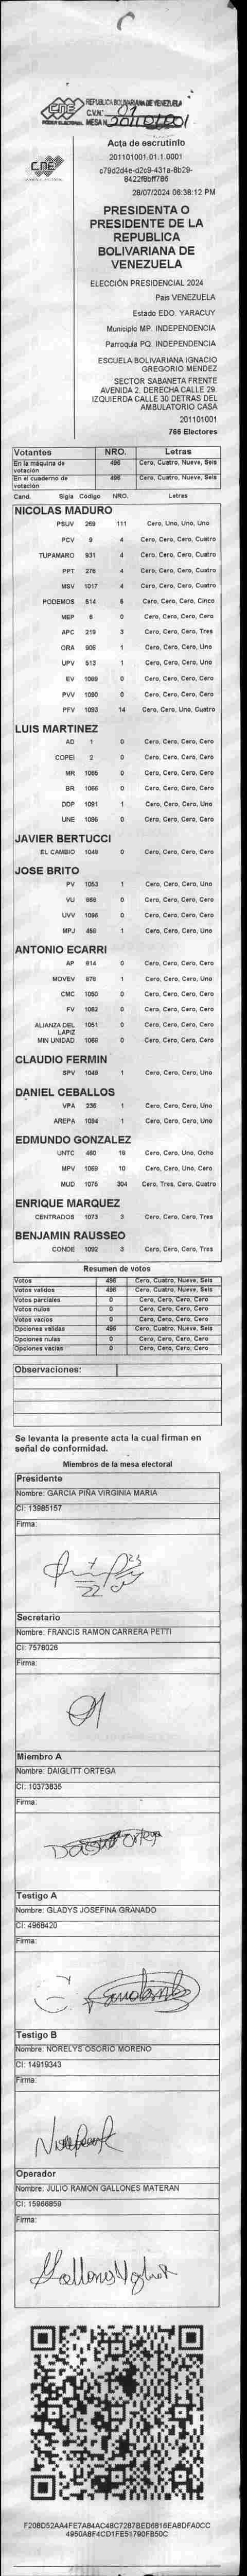 REPUBLICA BOLIVARIANA DE VENEZUELA
cne C.V.N° 01
PODER ELECTORAL MESA N°
cne
Acta de escrutinio
201101001.01.1.0001
c79d2d4e-d2c9-431a-8b29-
8422f8bff786
28/07/2024 06:38:12 PM
PRESIDENTA O
PRESIDENTE DE LA
REPUBLICA
BOLIVARIANA DE
VENEZUELA
ELECCIÓN PRESIDENCIAL 2024
Pais VENEZUELA
Estado EDO. YARACUY
Municipio MP. INDEPENDENCIA
Parroquia PQ. INDEPENDENCIA
ESCUELA BOLIVARIANA IGNACIO
GREGORIO MENDEZ
SECTOR SABANETA FRENTE
AVENIDA 2. DERECHA CALLE 29.
IZQUIERDA CALLE 30 DETRAS DEL
AMBULATORIO CASA
201101001
766 Electores
Votantes NRO. Letras
En la máquina de votación 496 Cero, Cuatro, Nueve, Seis
En el cuaderno de votación 496 Cero, Cuatro, Nueve, Seis
Cand. Sigla Código NRO. Letras
NICOLAS MADURO
PSUV 269 111 Cero, Uno, Uno, Uno
PCV 9 4 Cero, Cero, Cero, Cuatro
TUPAMARO 931 4 Cero, Cero, Cero, Cuatro
PPT 276 4 Cero, Cero, Cero, Cuatro
MSV 1017 4 Cero, Cero, Cero, Cuatro
PODEMOS 514 5 Cero, Cero, Cero, Cinco
MEP 6 0 Cero, Cero, Cero, Cero
APC 219 3 Cero, Cero, Cero, Tres
ORA 906 1 Cero, Cero, Cero, Uno
UPV 513 1 Cero, Cero, Cero, Uno
EV 1089 0 Cero, Cero, Cero, Cero
PVV 1090 0 Cero, Cero, Cero, Cero
PFV 1093 14 Cero, Cero, Uno, Cuatro
LUIS MARTINEZ
AD 1 0 Cero, Cero, Cero, Cero
COPEI 2 0 Cero, Cero, Cero, Cero
MR 1065 0 Cero, Cero, Cero, Cero
BR 1066 0 Cero, Cero, Cero, Cero
DDP 1091 1 Cero, Cero, Cero, Uno
UNE 1095 0 Cero, Cero, Cero, Cero
JAVIER BERTUCCI
EL CAMBIO 1048 0 Cero, Cero, Cero, Cero
JOSE BRITO
PV 1053 1 Cero, Cero, Cero, Uno
VU 968 0 Cero, Cero, Cero, Cero
UVV 1096 0 Cero, Cero, Cero, Cero
MPJ 458 1 Cero, Cero, Cero, Uno
ANTONIO ECARRI
AP 914 0 Cero, Cero, Cero, Cero
MOVEV 978 1 Cero, Cero, Cero, Uno
CMC 1050 0 Cero, Cero, Cero, Cero
FV 1062 0 Cero, Cero, Cero, Cero
ALIANZA DEL LAPIZ 1051 0 Cero, Cero, Cero, Cero
MIN UNIDAD 1068 0 Cero, Cero, Cero, Cero
CLAUDIO FERMIN
SPV 1049 1 Cero, Cero, Cero, Uno
DANIEL CEBALLOS
VPA 236 1 Cero, Cero, Cero, Uno
AREPA 1094 1 Cero, Cero, Cero, Uno
EDMUNDO GONZALEZ
UNTC 460 18 Cero, Cero, Uno, Ocho
MPV 1069 10 Cero, Cero, Uno, Cero
MUD 1075 304 Cero, Tres, Cero, Cuatro
ENRIQUE MARQUEZ
CENTRADOS 1073 3 Cero, Cero, Cero, Tres
BENJAMIN RAUSSEO
CONDE 1092 3 Cero, Cero, Cero, Tres
Resumen de votos
Votos 496 Cero, Cuatro, Nueve, Seis
Votos validos 496 Cero, Cuatro, Nueve, Seis
Votos parciales 0 Cero, Cero, Cero, Cero
Votos nulos 0 Cero, Cero, Cero, Cero
Votos vacios 0 Cero, Cero, Cero, Cero
Opciones validas 496 Cero, Cuatro, Nueve, Seis
Opciones nulas 0 Cero, Cero, Cero, Cero
Opciones vacias 0 Cero, Cero, Cero, Cero
Observaciones:
Se levanta la presente acta la cual firman en
señal de conformidad.
Miembros de la mesa electoral
Presidente
Nombre: GARCIA PIÑA VIRGINIA MARIA
CI: 13985157
Firma:
Secretario
Nombre: FRANCIS RAMON CARRERA PETTI
CI: 7578026
Firma:
Miembro A
Nombre: DAIGLITT ORTEGA
CI: 10373835
Firma:
Testigo A
Nombre: GLADYS JOSEFINA GRANADO
CI: 4968420
Firma:
Testigo B
Nombre: NORELYS OSORIO MORENO
CI: 14919343
Firma:
Operador
Nombre: JULIO RAMON GALLONES MATERAN
CI: 15966859
Firma:
F208D52AA4FE7A84AC48C7287BED6816EA8DFA0CC
4950A8F4CD1FE51790FB50C